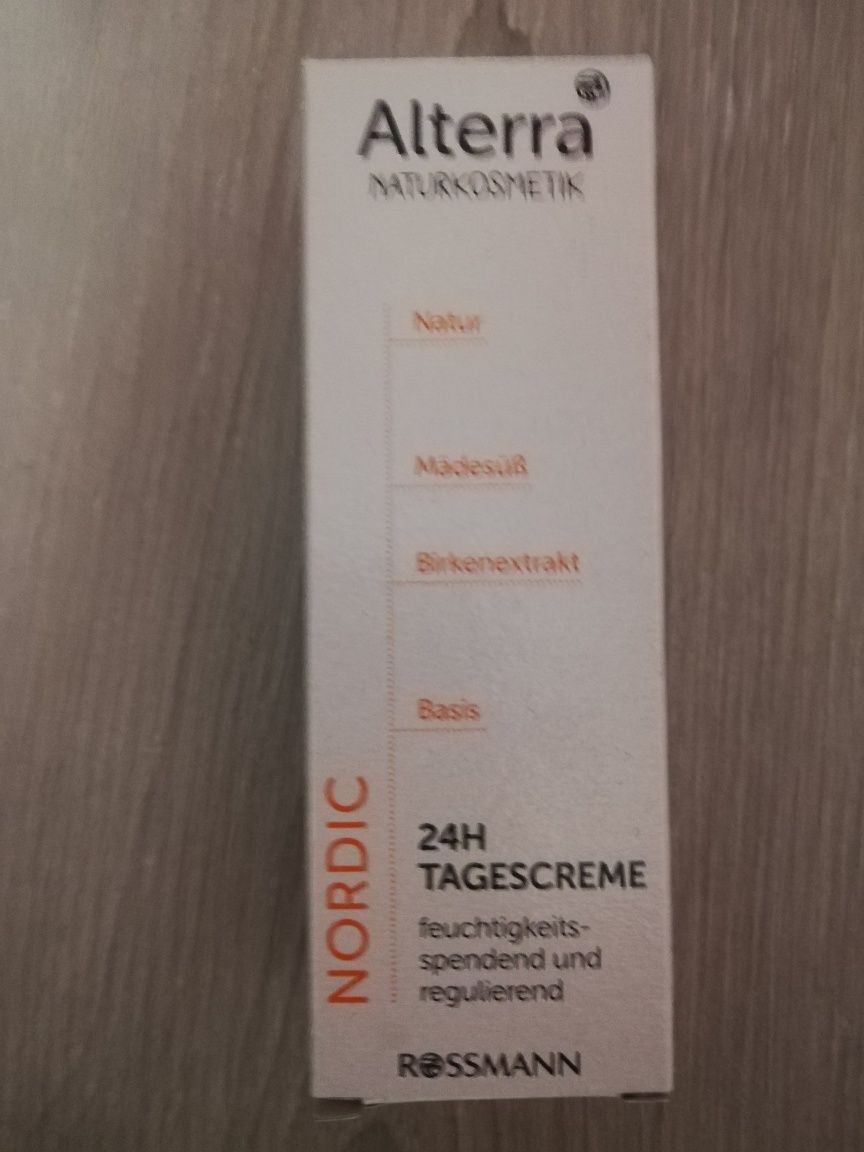 Alterra
NATURKOSMETIK
Natur
Mädesüß
Birkenextrakt
Basis
NORDIC
24H
TAGESCREME
feuchtigkeits-
spendend und
regulierend
ROSSMANN